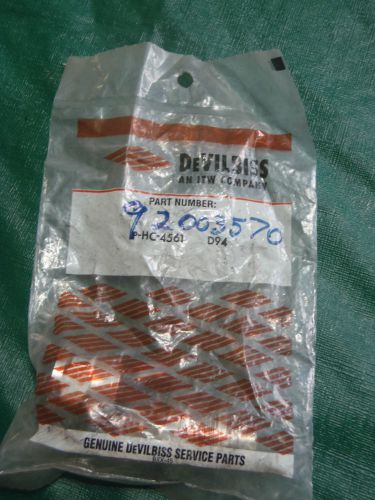 DeVILBISS
AN ITW COMPANY
PART NUMBER:
92003570
P-HC-4561 D94
GENUINE DeVILBISS SERVICE PARTS